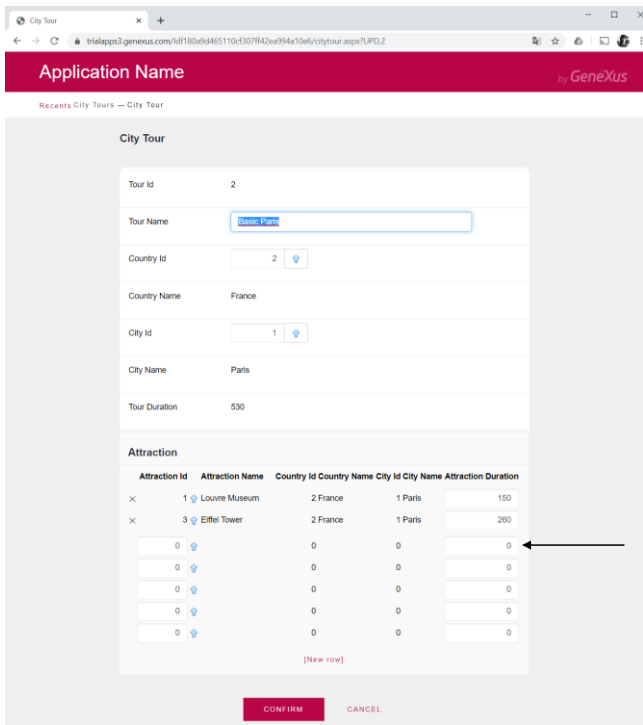 City Tour
trialapps3.genexus.com/Idf180a9d465110cf307ff42ea994a10e6/citytour.aspx?UPD,2
Application Name
by GeneXus
Recents City Tours — City Tour
City Tour
Tour Id 2
Tour Name Basic Paris
Country Id 2
Country Name France
City Id 1
City Name Paris
Tour Duration 530
Attraction
Attraction Id Attraction Name Country Id Country Name City Id City Name Attraction Duration
1 Louvre Museum 2 France 1 Paris 150
3 Eiffel Tower 2 France 1 Paris 260
0 0 0 0
0 0 0 0
0 0 0 0
0 0 0 0
0 0 0 0
[New row]
CONFIRM CANCEL